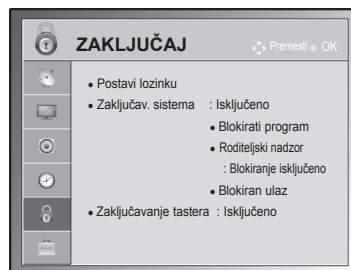 ZAKLJUČAJ
Premesti OK
• Postavi lozinku
• Zaključav. sistema : Isključeno
• Blokirati program
• Roditeljski nadzor
: Blokiranje isključeno
• Blokiran ulaz
• Zaključavanje tastera : Isključeno